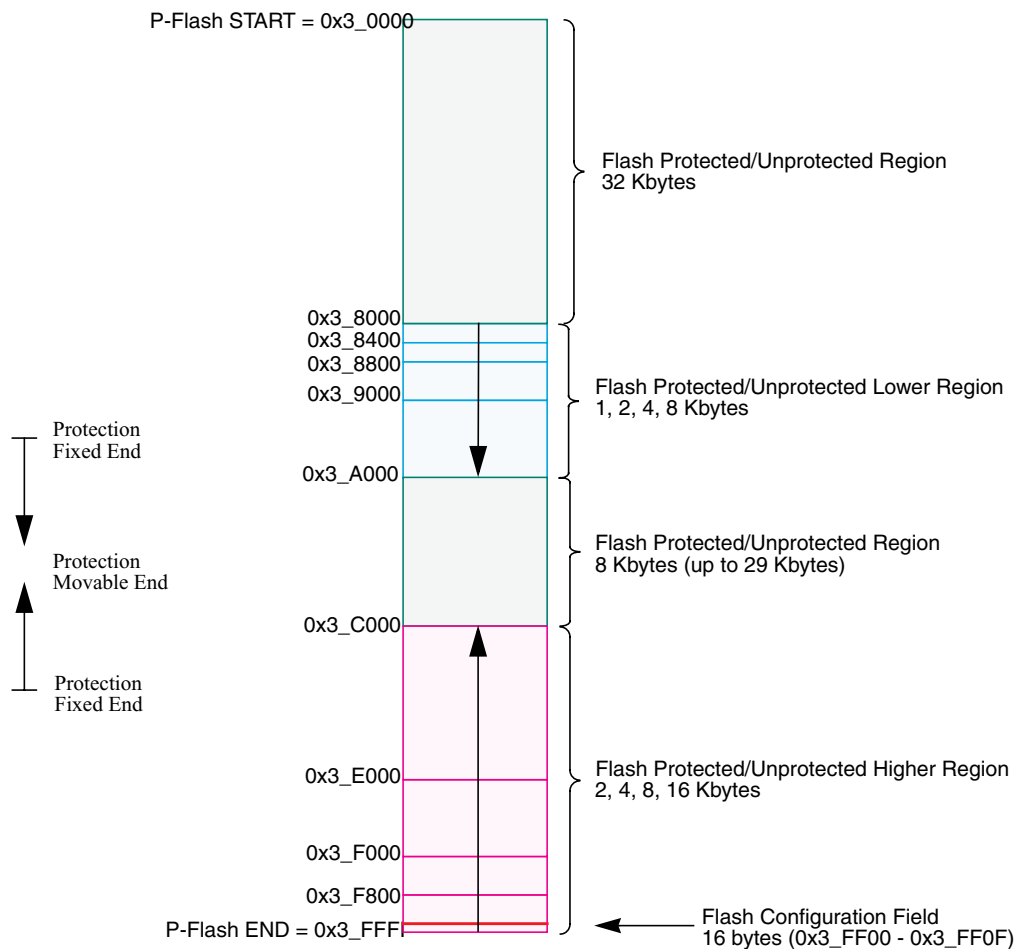 P-Flash START = 0x3_0000
Flash Protected/Unprotected Region
32 Kbytes
0x3_8000
0x3_8400
0x3_8800
0x3_9000
Flash Protected/Unprotected Lower Region
1, 2, 4, 8 Kbytes
Protection
Fixed End
0x3_A000
Protection
Movable End
Flash Protected/Unprotected Region
8 Kbytes (up to 29 Kbytes)
0x3_C000
Protection
Fixed End
0x3_E000
Flash Protected/Unprotected Higher Region
2, 4, 8, 16 Kbytes
0x3_F000
0x3_F800
P-Flash END = 0x3_FFFF
Flash Configuration Field
16 bytes (0x3_FF00 - 0x3_FF0F)